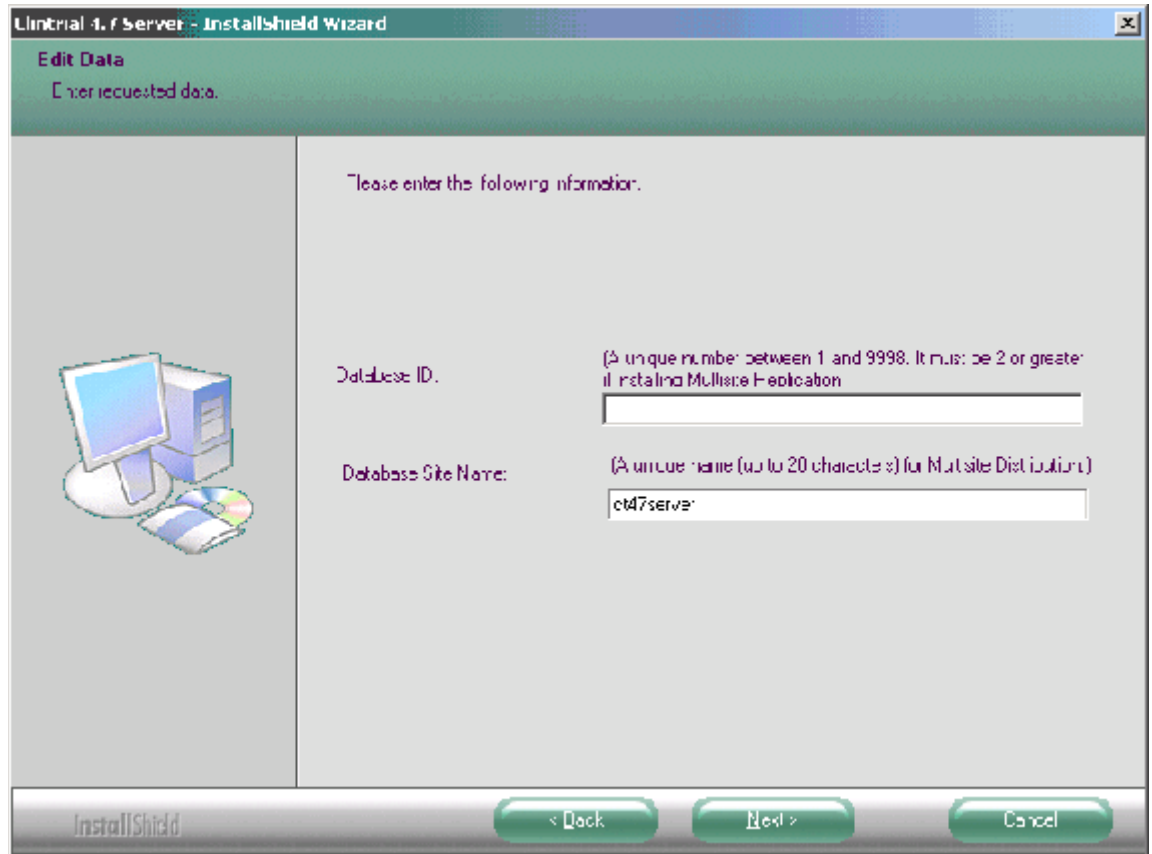 Clintrial 4.7 Server - InstallShield Wizard
Edit Data
Enter requested data.
Please enter the following information.
Database ID:
(A unique number between 1 and 9998. It must be 2 or greater
if installing Multisite Replication
Database Site Name:
(A unique name (up to 20 characters) for Multisite Distribution.)
ct47server
InstallShield
< Back
Next >
Cancel